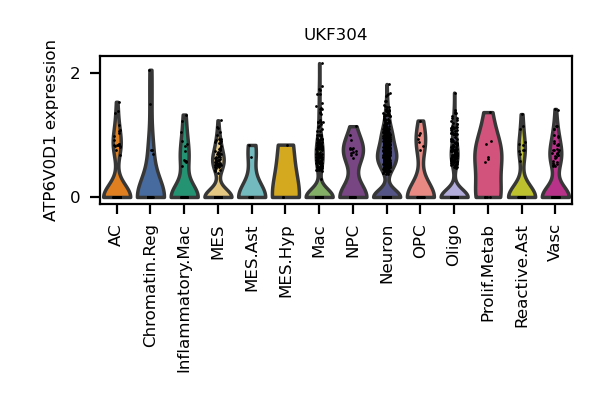 UKF304
ATP6V0D1 expression
2
0
AC
Chromatin.Reg
Inflammatory.Mac
MES
MES.Ast
MES.Hyp
Mac
NPC
Neuron
OPC
Oligo
Prolif.Metab
Reactive.Ast
Vasc